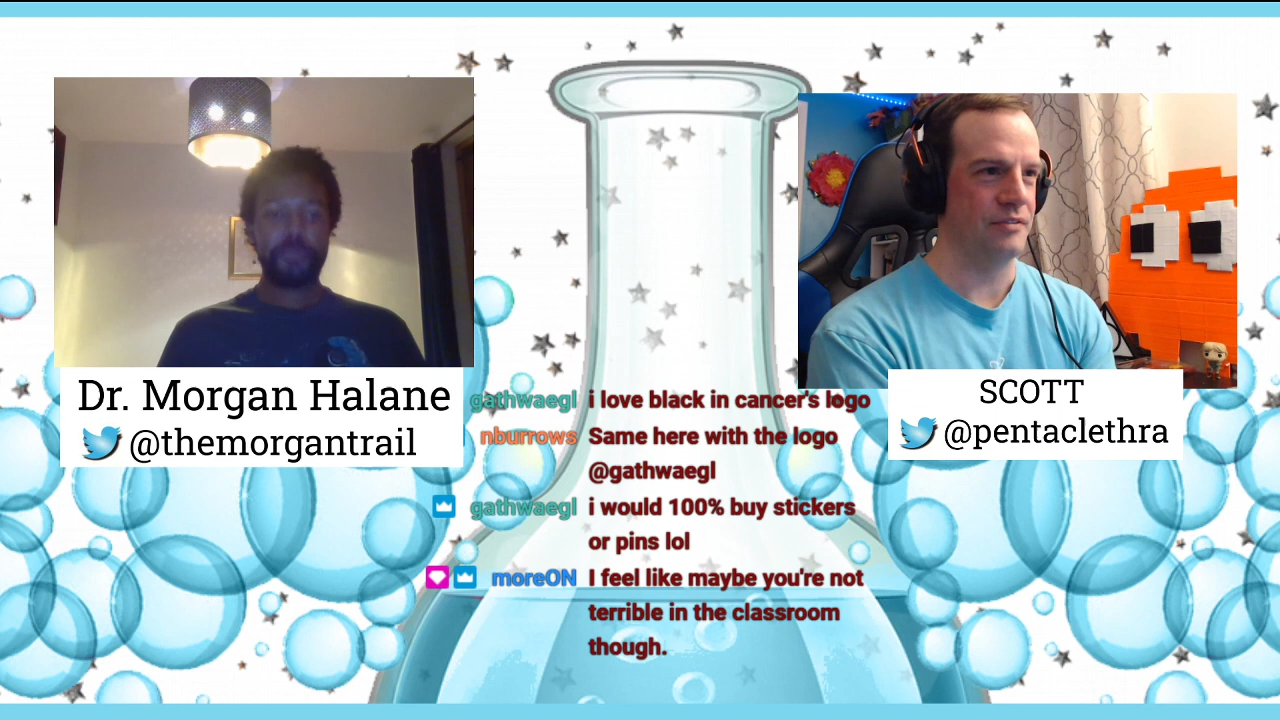 Dr. Morgan Halane
@themorgantrail
SCOTT
@pentaclethra
gathwaegl i love black in cancer's logo
nburrows Same here with the logo
@gathwaegl
gathwaegl i would 100% buy stickers
or pins lol
moreON I feel like maybe you're not
terrible in the classroom
though.